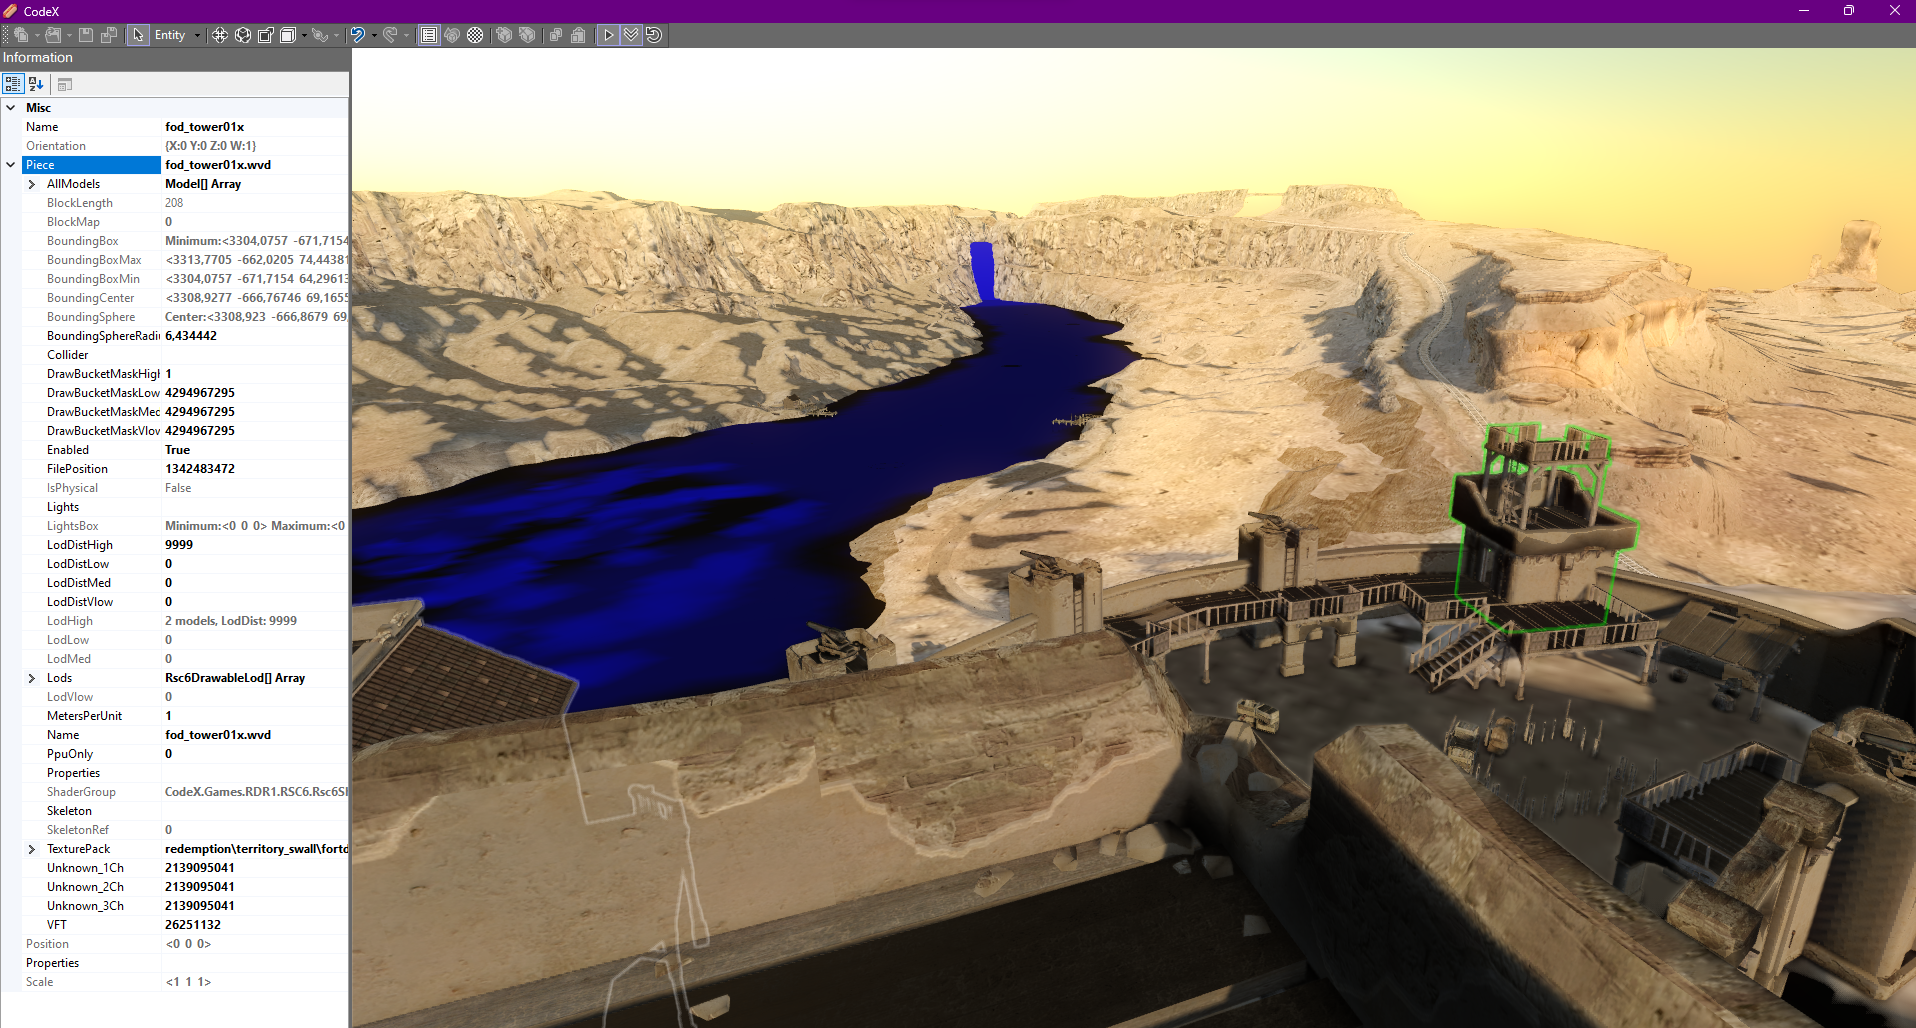 CodeX
Entity
Information
Misc
Name fod_tower01x
Orientation {X:0 Y:0 Z:0 W:1}
Piece fod_tower01x.wvd
AllModels Model[] Array
BlockLength 208
BlockMap 0
BoundingBox Minimum:<3304,0757 -671,7154
BoundingBoxMax <3313,7705 -662,0205 74,44381
BoundingBoxMin <3304,0757 -671,7154 64,29613
BoundingCenter <3308,9277 -666,76746 69,1655
BoundingSphere Center:<3308,923 -666,8679 69,
BoundingSphereRadi 6,434442
Collider
DrawBucketMaskHigh 1
DrawBucketMaskLow 4294967295
DrawBucketMaskMed 4294967295
DrawBucketMaskVlow 4294967295
Enabled True
FilePosition 1342483472
IsPhysical False
Lights
LightsBox Minimum:<0 0 0> Maximum:<0
LodDistHigh 9999
LodDistLow 0
LodDistMed 0
LodDistVlow 0
LodHigh 2 models, LodDist: 9999
LodLow 0
LodMed 0
Lods Rsc6DrawableLod[] Array
LodVlow 0
MetersPerUnit 1
Name fod_tower01x.wvd
PpuOnly 0
Properties
ShaderGroup CodeX.Games.RDR1.RSC6.Rsc6Sl
Skeleton
SkeletonRef 0
TexturePack redemption\territory_swall\fortd
Unknown_1Ch 2139095041
Unknown_2Ch 2139095041
Unknown_3Ch 2139095041
VFT 26251132
Position <0 0 0>
Properties
Scale <1 1 1>